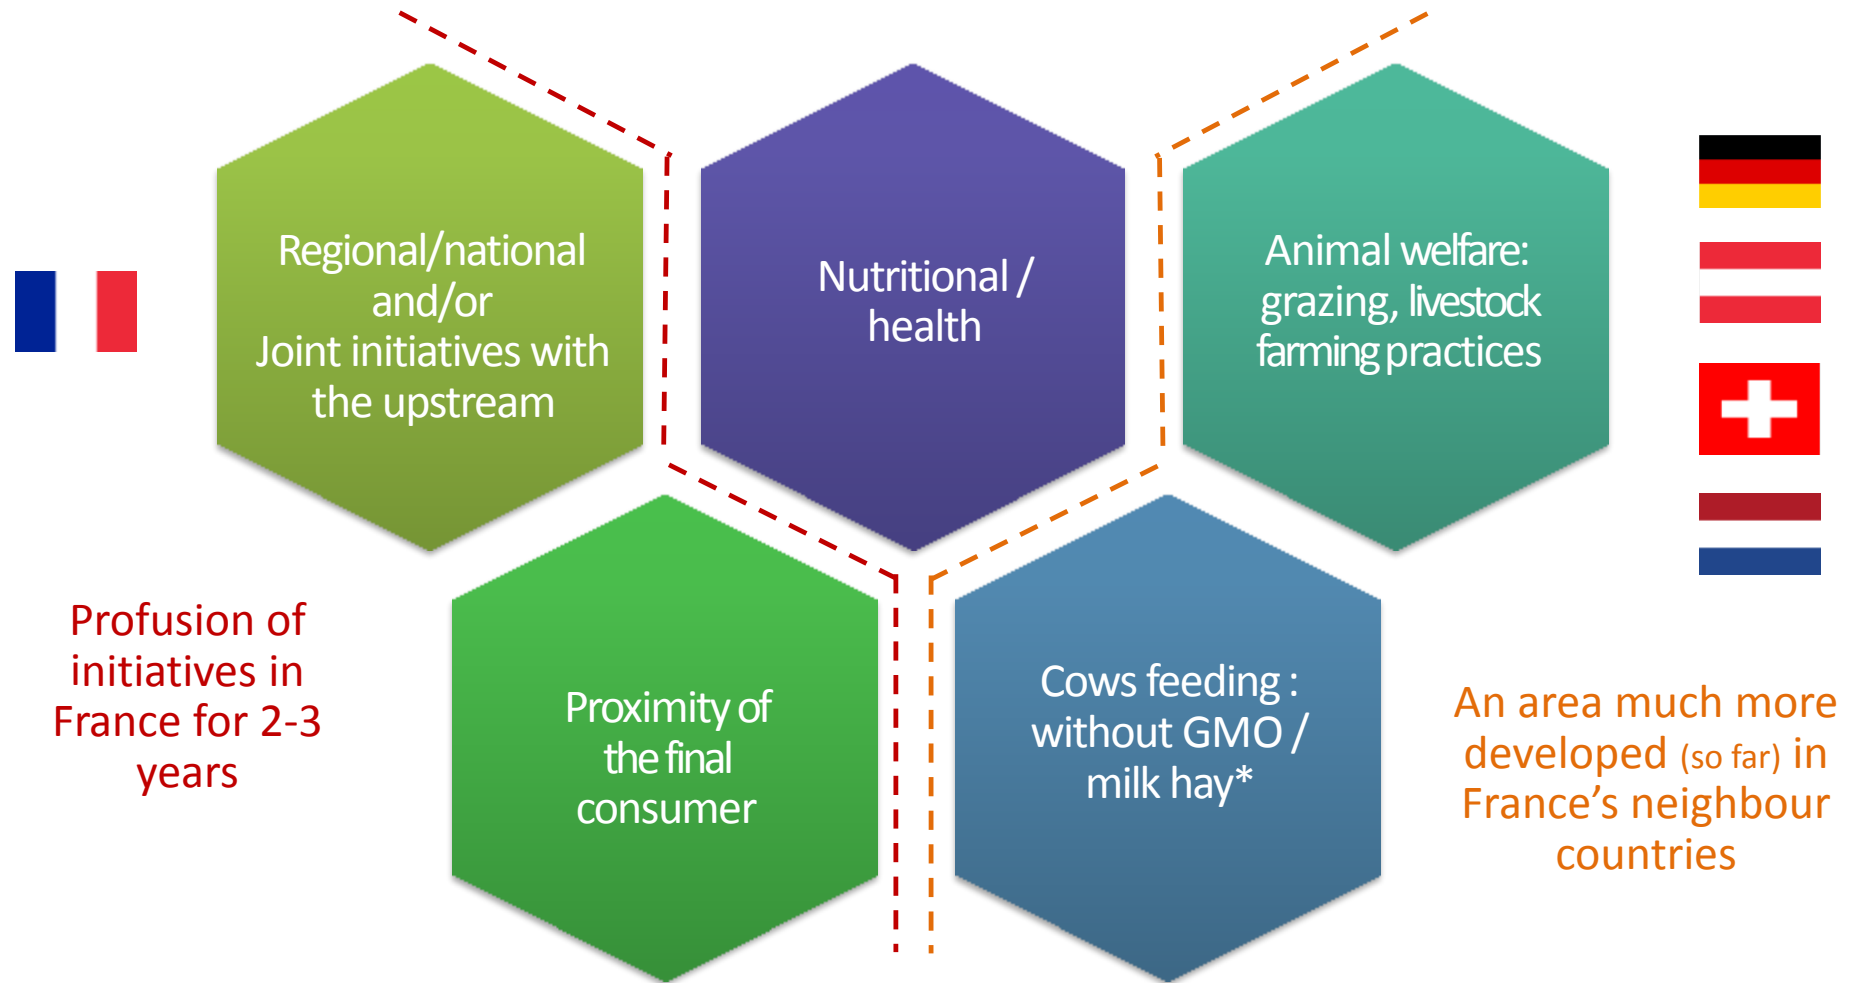 Regional/national
and/or
Joint initiatives with
the upstream
Nutritional /
health
Animal welfare:
grazing, livestock
farming practices
Proximity of
the final
consumer
Cows feeding :
without GMO /
milk hay*
Profusion of
initiatives in
France for 2-3
years
An area much more
developed (so far) in
France’s neighbour
countries